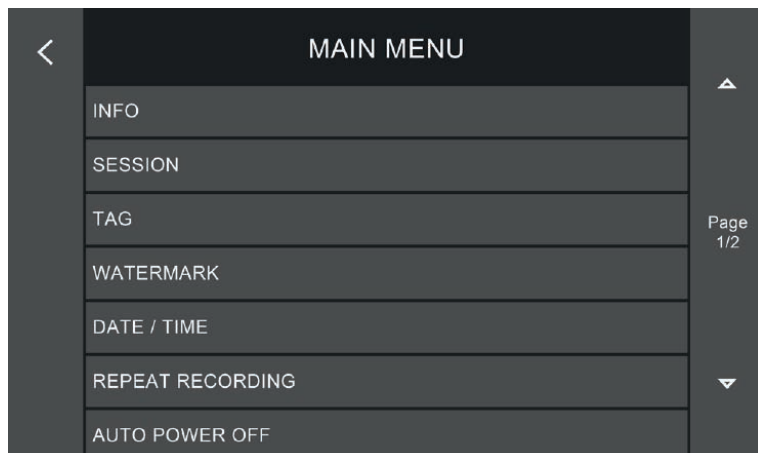 MAIN MENU
INFO
SESSION
TAG
WATERMARK
DATE / TIME
REPEAT RECORDING
AUTO POWER OFF
Page
1/2